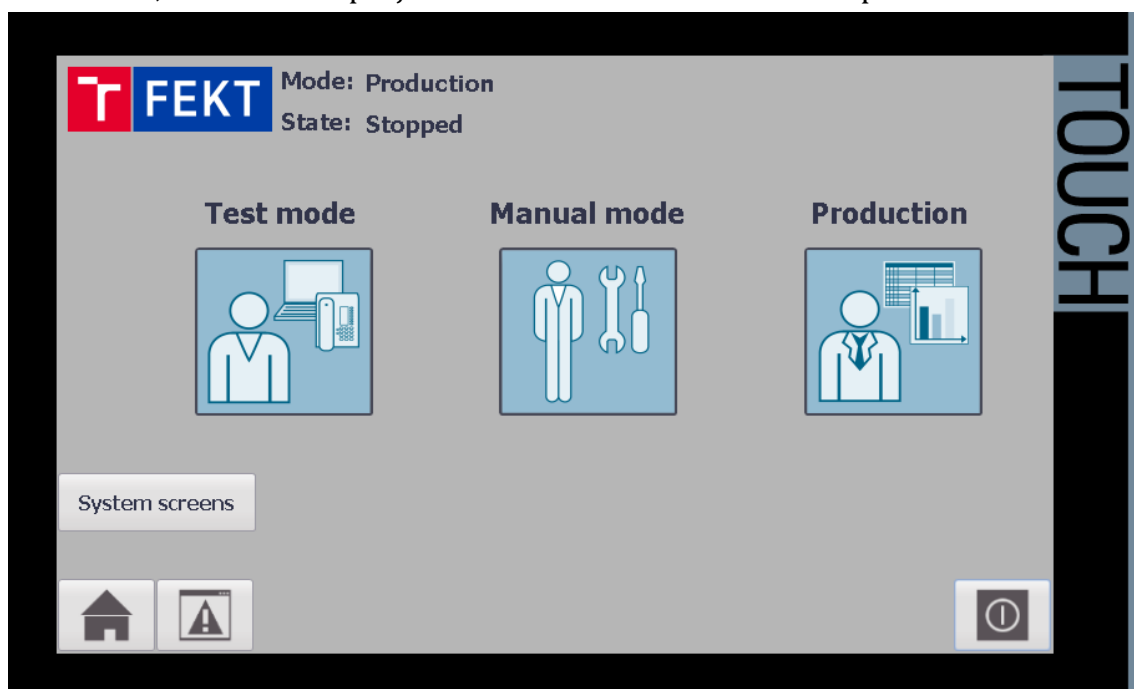 T FEKT
Mode: Production
State: Stopped
TOUCH
Test mode
Manual mode
Production
System screens